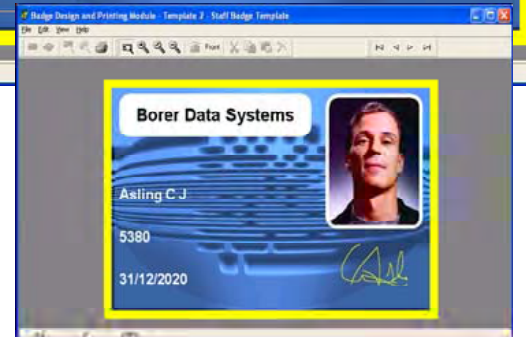 Badge Design and Printing Module - Template 2 - Staff Badge Template
File Edit View Help
Front
Borer Data Systems
Asling C J
5380
31/12/2020